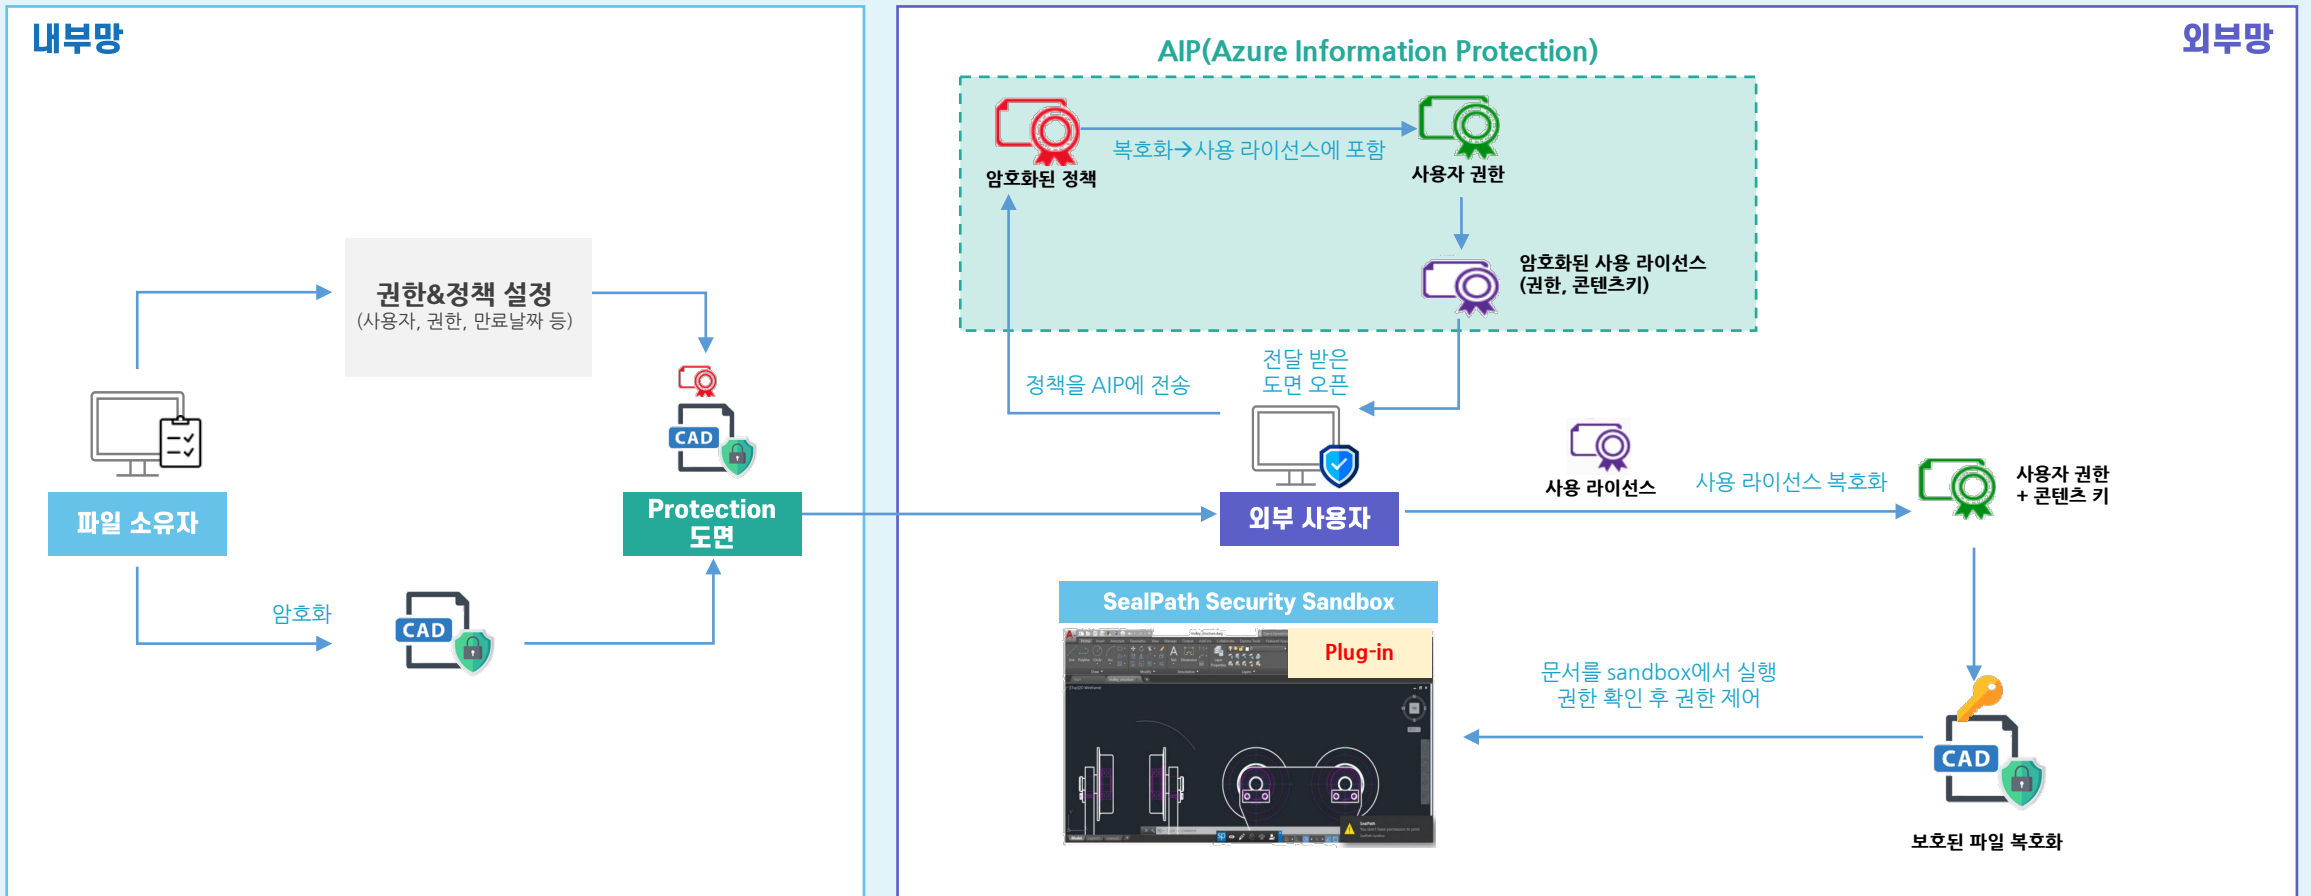 내부망
외부망
AIP(Azure Information Protection)
암호화된 정책
복호화→사용 라이선스에 포함
사용자 권한
암호화된 사용 라이선스
(권한, 콘텐츠키)
권한&정책 설정
(사용자, 권한, 만료날짜 등)
정책을 AIP에 전송
전달 받은
도면 오픈
CAD
파일 소유자
Protection
도면
외부 사용자
사용 라이선스
사용 라이선스 복호화
사용자 권한
+ 콘텐츠 키
암호화
CAD
SealPath Security Sandbox
Plug-in
문서를 sandbox에서 실행
권한 확인 후 권한 제어
CAD
보호된 파일 복호화